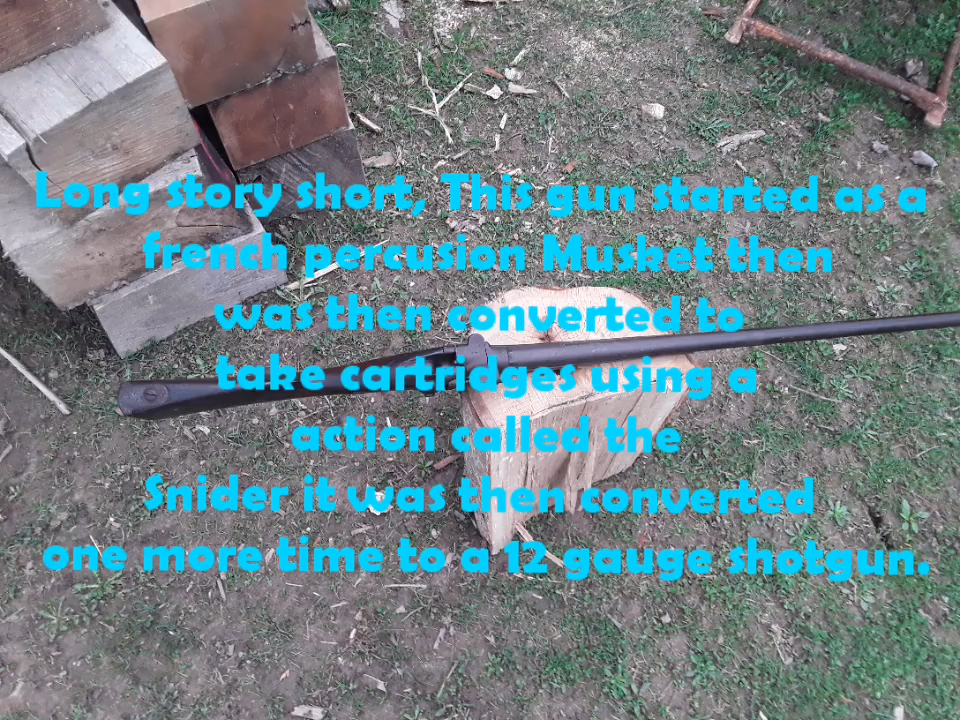 Long story short, This gun started as a
french percusion Musket then
was then converted to
take cartridges using a
action called the
Snider it was then converted
one more time to a 12 gauge shotgun.